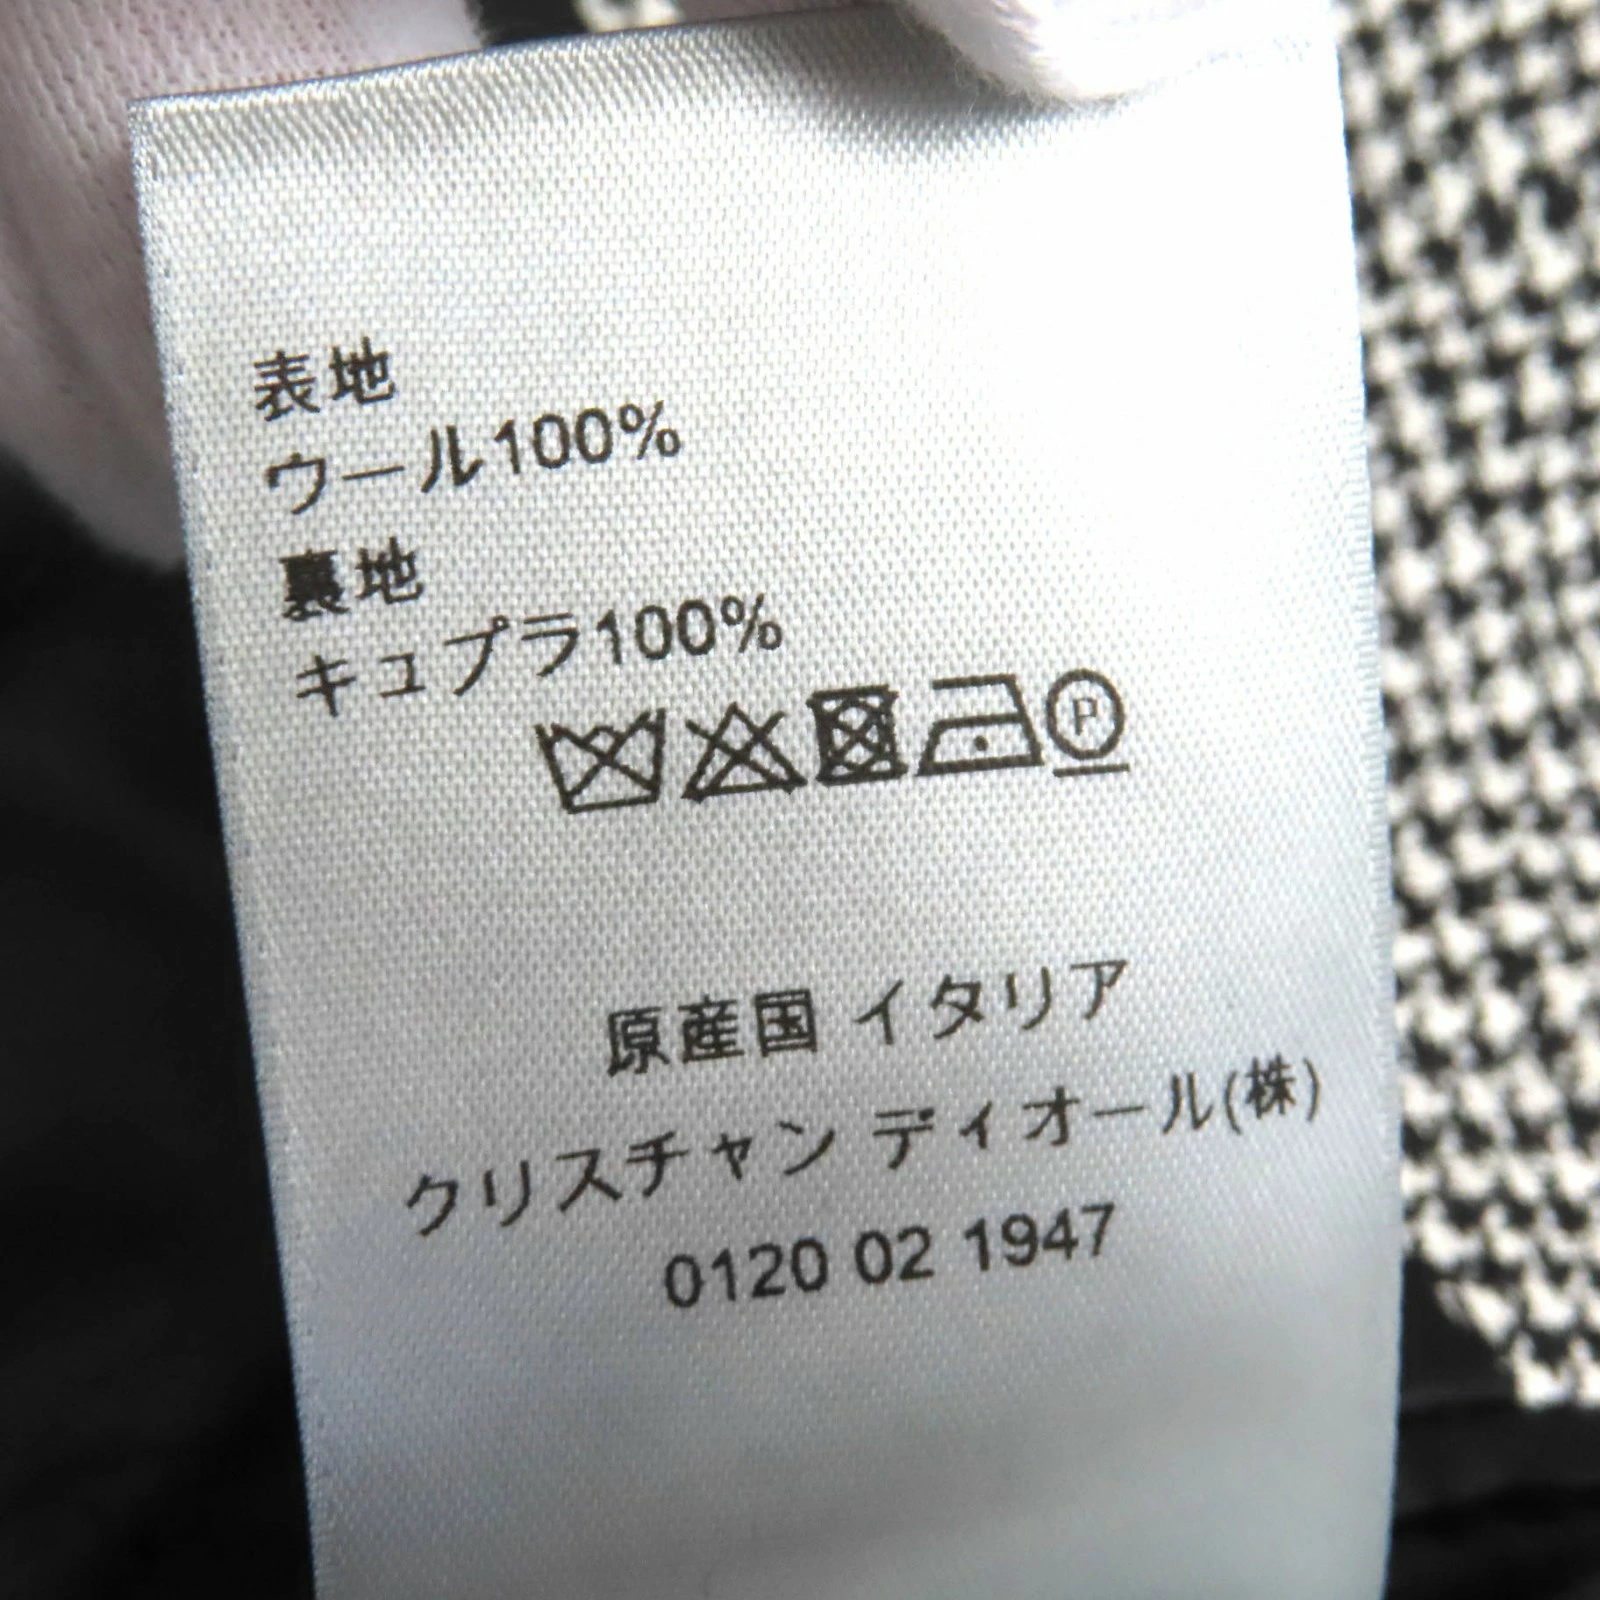 表地
ウール100%
裏地
キュプラ100%
P
原産国 イタリア
クリスチャン ディオール(株)
0120 02 1947